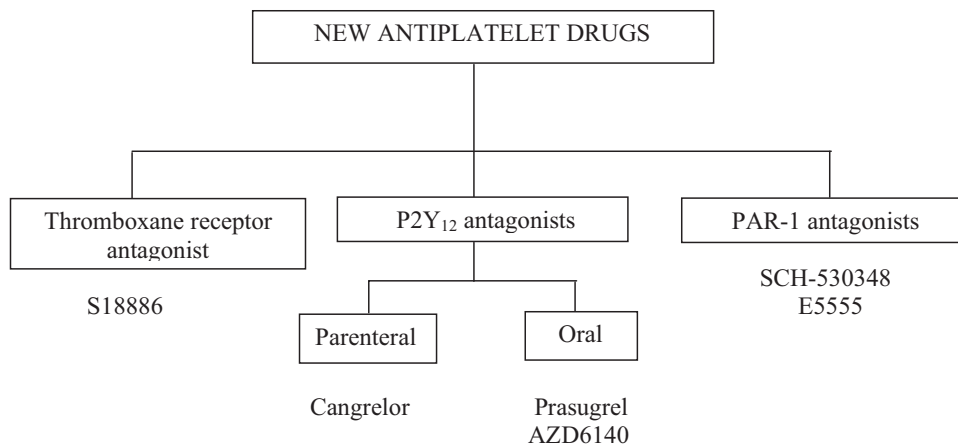 NEW ANTIPLATELET DRUGS
Thromboxane receptor
antagonist
S18886
P2Y₁₂ antagonists
Parenteral
Cangrelor
Oral
Prasugrel
AZD6140
PAR-1 antagonists
SCH-530348
E5555